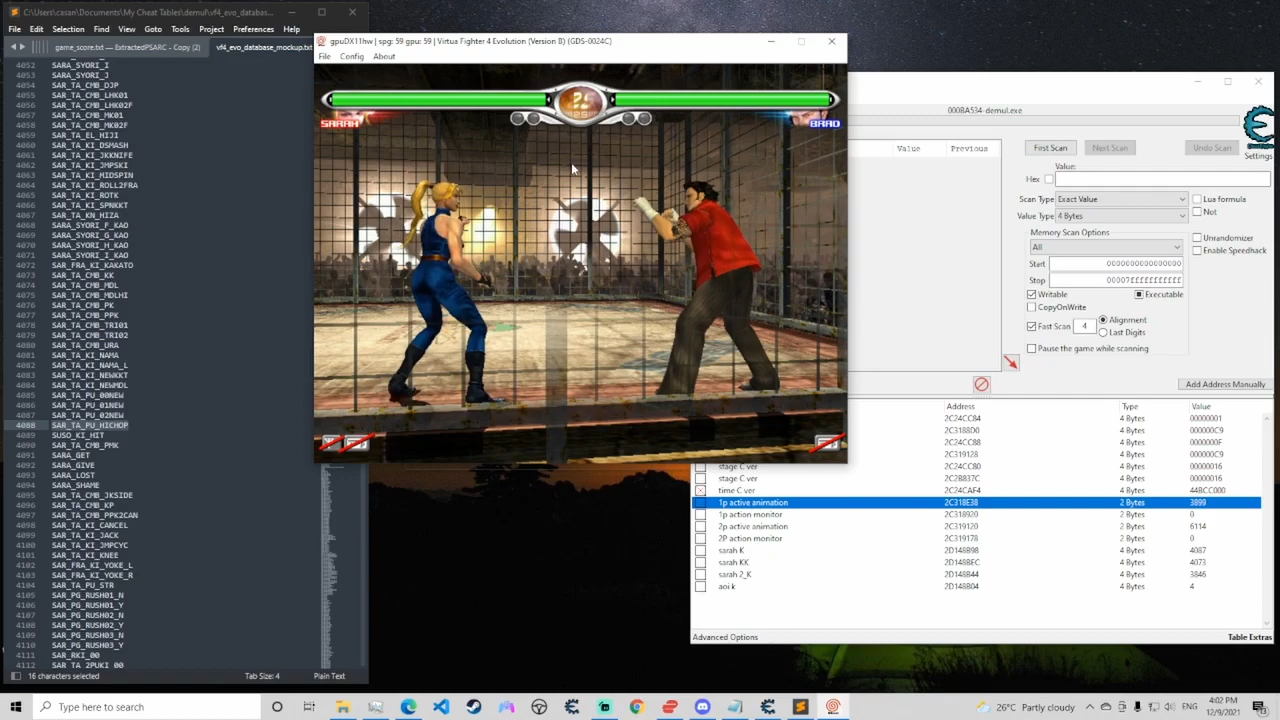 C:\Users\casan\Documents\My Cheat Tables\demul\vf4_evo_databas...
File Edit Selection Find View Goto Tools Project Preferences Help
game_score.txt — ExtractedPSARC - Copy (2) vf4_evo_database_mockup.txt
4052 SARA_SYORI_I
4053 SARA_SYORI_J
4054 SAR_TA_CMB_DJP
4055 SAR_TA_CMB_LHK01
4056 SAR_TA_CMB_LHK02F
4057 SAR_TA_CMB_MK01
4058 SAR_TA_CMB_MK02F
4059 SAR_TA_EL_HIJI
4060 SAR_TA_KI_DSMASH
4061 SAR_TA_KI_JKKNIFE
4062 SAR_TA_KI_JMPSKI
4063 SAR_TA_KI_MIDSPIN
4064 SAR_TA_KI_ROLL2FRA
4065 SAR_TA_KI_ROTK
4066 SAR_TA_KI_SPNKKT
4067 SAR_TA_KN_HIZA
4068 SARA_SYORI_F_KAO
4069 SARA_SYORI_G_KAO
4070 SARA_SYORI_H_KAO
4071 SARA_SYORI_I_KAO
4072 SAR_FRA_KI_KAKATO
4073 SAR_TA_CMB_KK
4074 SAR_TA_CMB_MDL
4075 SAR_TA_CMB_MDLHI
4076 SAR_TA_CMB_PK
4077 SAR_TA_CMB_PPK
4078 SAR_TA_CMB_TRI01
4079 SAR_TA_CMB_TRI02
4080 SAR_TA_CMB_URA
4081 SAR_TA_KI_NAMA
4082 SAR_TA_KI_NAMA_L
4083 SAR_TA_KI_NEWKKT
4084 SAR_TA_KI_NEWMDL
4085 SAR_TA_PU_00NEW
4086 SAR_TA_PU_01NEW
4087 SAR_TA_PU_02NEW
4088 SAR_TA_PU_HICHOP
4089 SUSO_KI_HIT
4090 SAR_TA_CMB_PMK
4091 SARA_GET
4092 SARA_GIVE
4093 SARA_LOST
4094 SARA_SHAME
4095 SAR_TA_CMB_JKSIDE
4096 SAR_TA_CMB_KP
4097 SAR_TA_CMB_PPK2CAN
4098 SAR_TA_KI_CANCEL
4099 SAR_TA_KI_JACK
4100 SAR_TA_KI_JMPCYC
4101 SAR_TA_KI_KNEE
4102 SAR_FRA_KI_YOKE_L
4103 SAR_FRA_KI_YOKE_R
4104 SAR_TA_PU_STR
4105 SAR_PG_RUSH01_N
4106 SAR_PG_RUSH01_Y
4107 SAR_PG_RUSH02_N
4108 SAR_PG_RUSH02_Y
4109 SAR_PG_RUSH03_N
4110 SAR_PG_RUSH03_Y
4111 SAR_RKI_00
4112 SAR_TA_2PUKI_00
16 characters selected Tab Size: 4 Plain Text
gpuDX11hw | spg: 59 gpu: 59 | Virtua Fighter 4 Evolution (Version B) (GDS-0024C)
File Config About
SARAH BRAD
000BA534-demul.exe
Value Previous
First Scan Next Scan Undo Scan
Settings
Value:
Hex
Scan Type Exact Value
Lua formula
Not
Value Type 4 Bytes
Memory Scan Options
All
Unrandomizer
Enable Speedhack
Start 0000000000000000
Stop 00007fffffffffff
Writable Executable
CopyOnWrite
Fast Scan 4 Alignment
Last Digits
Pause the game while scanning
Add Address Manually
Address Type Value
2C24CC84 4 Bytes 00000001
2C3188D0 4 Bytes 000000C9
2C24CC88 4 Bytes 0000000F
2C319128 4 Bytes 000000C9
stage C ver 2C24CC80 4 Bytes 00000016
stage C ver 2C2B837C 4 Bytes 00000016
time C ver 2C24CAF4 4 Bytes 44BCC000
1p active animation 2C318E38 2 Bytes 3899
1p action monitor 2C318920 2 Bytes 0
2p active animation 2C319120 2 Bytes 6114
2P action monitor 2C319178 2 Bytes 0
sarah K 2D148B98 4 Bytes 4087
sarah KK 2D148BEC 4 Bytes 4073
sarah 2_K 2D148B44 4 Bytes 3846
aoi k 2D148B04 4 Bytes 4
Advanced Options Table Extras
Type here to search
26°C Partly cloudy ENG 4:02 PM
12/9/2021